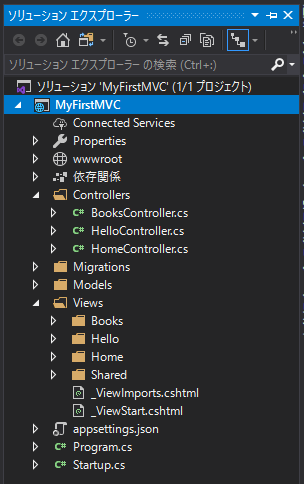 ソリューション エクスプローラー
ソリューション エクスプローラー の検索 (Ctrl+:)
ソリューション 'MyFirstMVC' (1/1 プロジェクト)
MyFirstMVC
Connected Services
Properties
wwwroot
依存関係
Controllers
C# BooksController.cs
C# HelloController.cs
C# HomeController.cs
Migrations
Models
Views
Books
Hello
Home
Shared
_ViewImports.cshtml
_ViewStart.cshtml
appsettings.json
C# Program.cs
C# Startup.cs